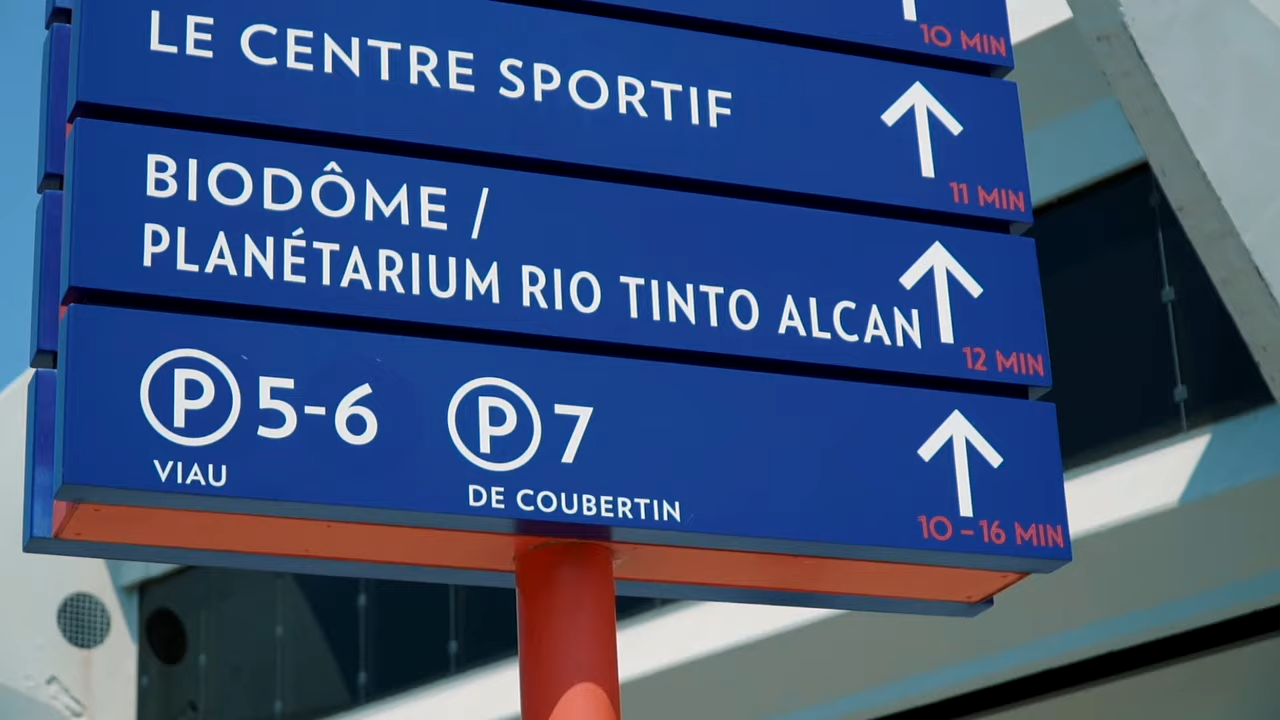 10 MIN
LE CENTRE SPORTIF
11 MIN
BIODÔME /
PLANÉTARIUM RIO TINTO ALCAN
12 MIN
P 5-6 P 7
VIAU DE COUBERTIN
10 – 16 MIN